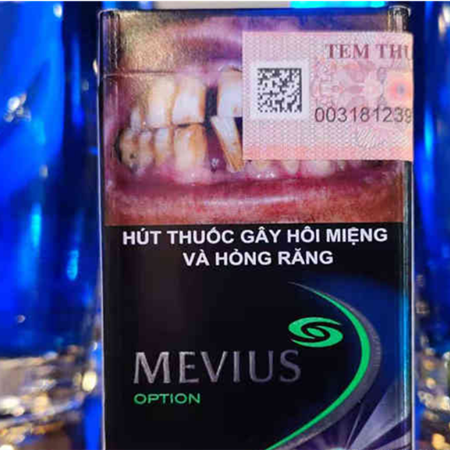 TEM THU
003181239
HÚT THUỐC GÂY HÔI MIỆNG
VÀ HỎNG RĂNG
MEVIUS
OPTION